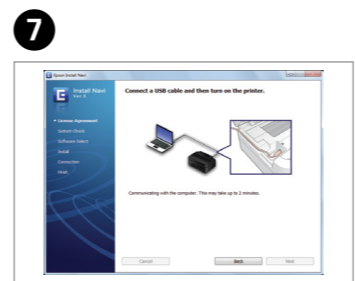 7
Epson Install Navi
Install Navi
Connect a USB cable and then turn on the printer.
License Agreement
System Check
Software Select
Install
Connection
Communicating with the computer. This may take up to 2 minutes.
Cancel
Back
Next